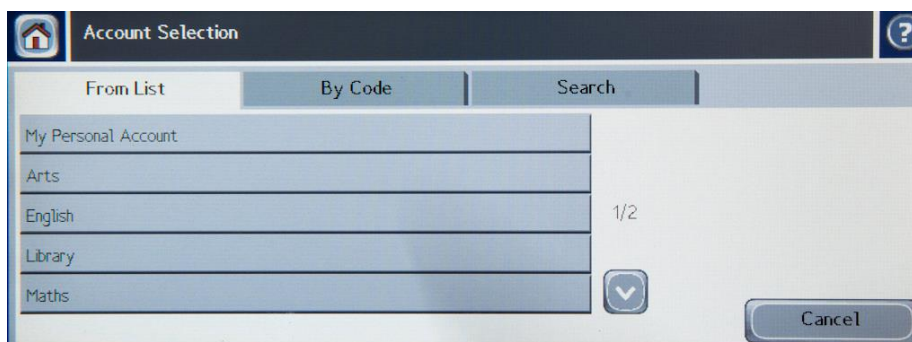 Account Selection
?
From List By Code Search
My Personal Account
Arts
English
1/2
Library
Maths
Cancel